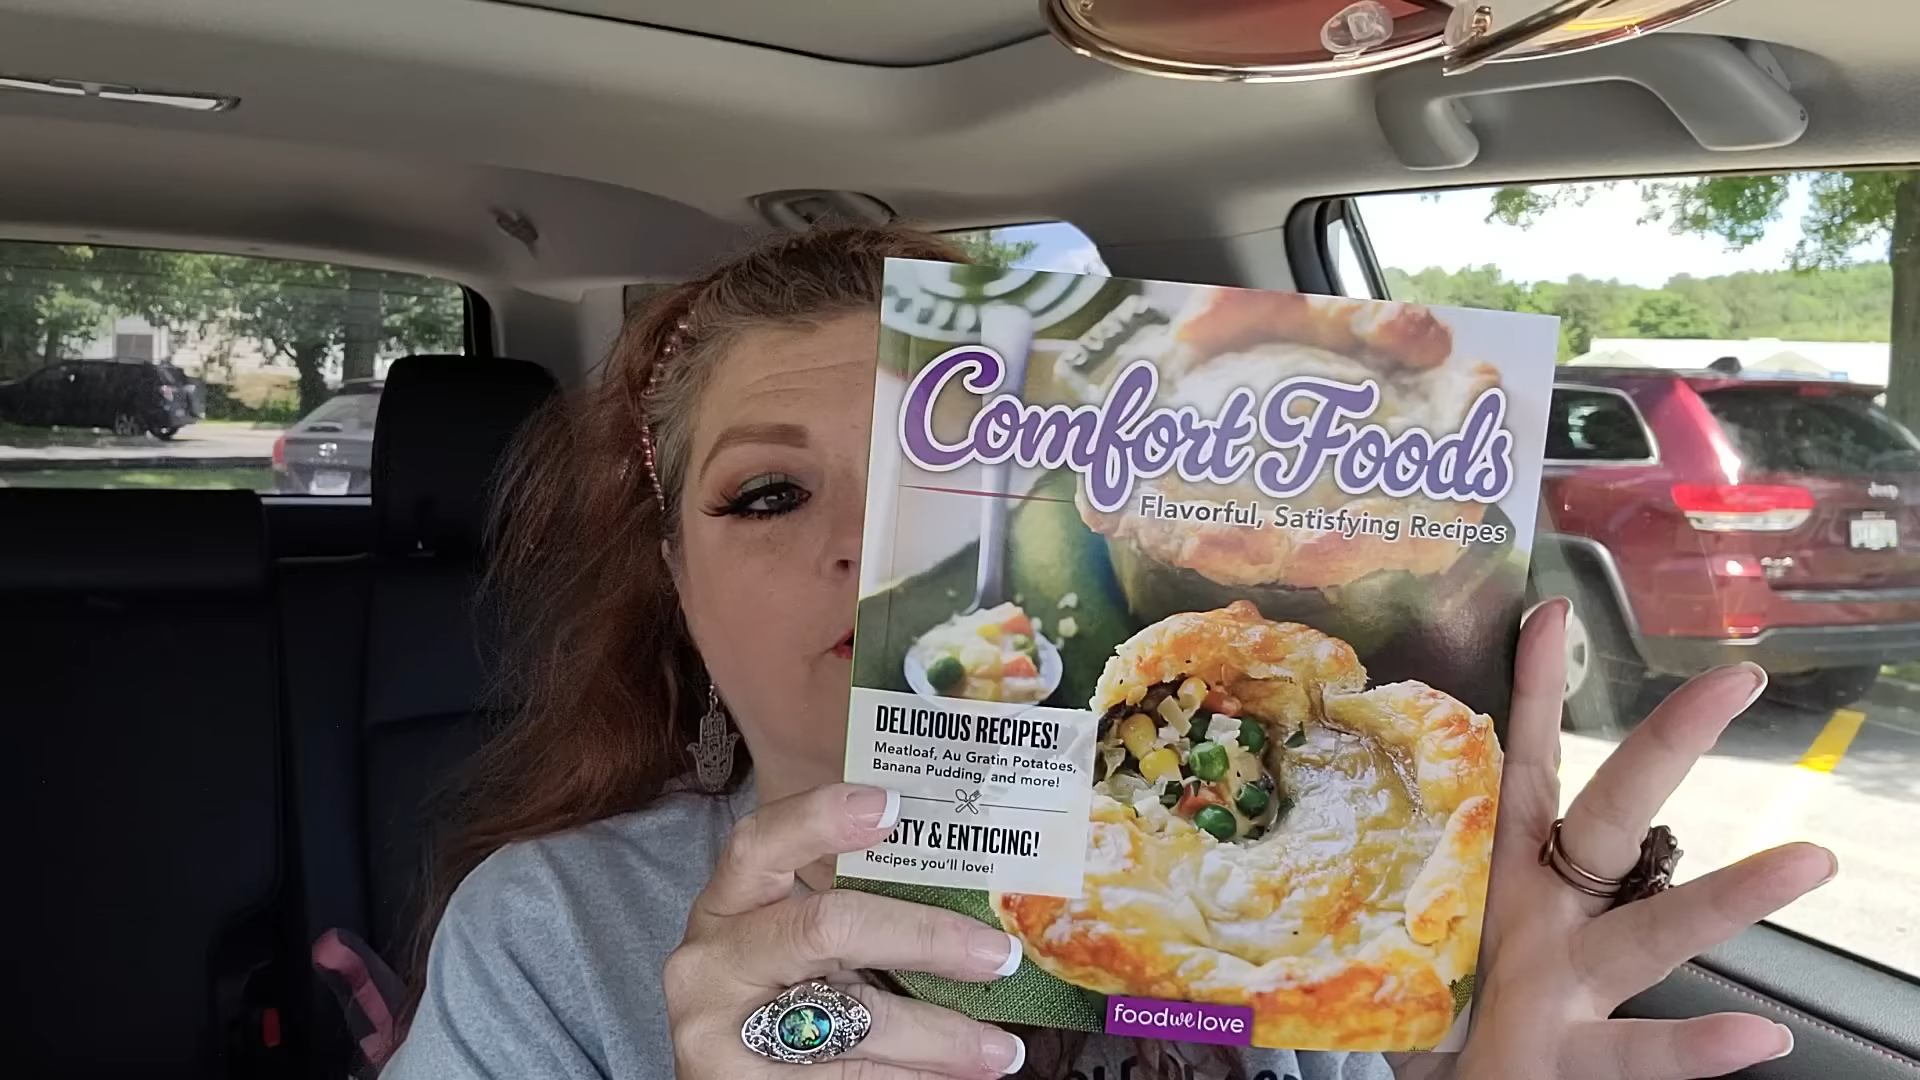 Comfort Foods
Flavorful, Satisfying Recipes
DELICIOUS RECIPES!
Meatloaf, Au Gratin Potatoes,
Banana Pudding, and more!
STY & ENTICING!
Recipes you'll love!
foodwelove
Jeep